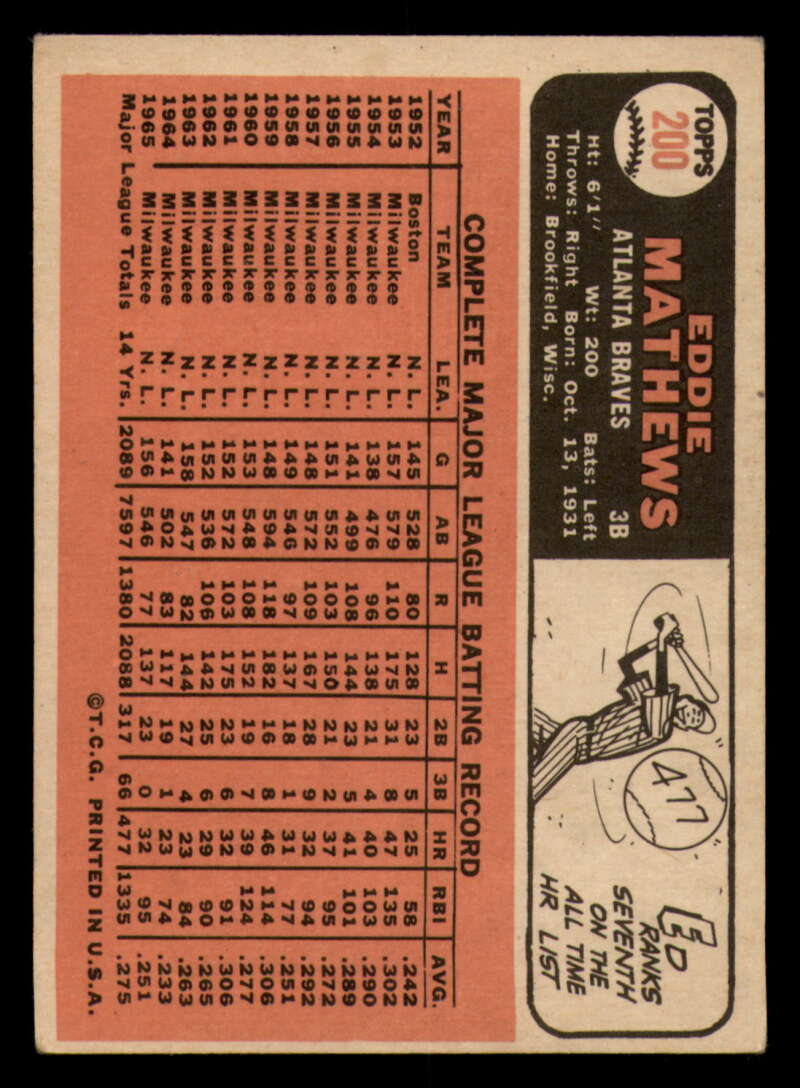 TOPPS
200
EDDIE
MATHEWS
ATLANTA BRAVES 3B
Ht: 6'1" Wt: 200 Bats: Left
Throws: Right Born: Oct. 13, 1931
Home: Brookfield, Wisc.
477
ED
RANKS
SEVENTH
ON THE
ALL TIME
HR LIST
COMPLETE MAJOR LEAGUE BATTING RECORD
YEAR TEAM LEA. G AB R H 2B 3B HR RBI AVG.
1952 Boston N. L. 145 528 80 128 23 5 25 58 .242
1953 Milwaukee N. L. 157 579 110 175 31 8 47 135 .302
1954 Milwaukee N. L. 138 476 96 138 21 4 40 103 .290
1955 Milwaukee N. L. 141 499 108 144 23 5 41 101 .289
1956 Milwaukee N. L. 151 552 103 150 21 2 37 95 .272
1957 Milwaukee N. L. 148 572 109 167 28 9 32 94 .292
1958 Milwaukee N. L. 149 546 97 137 18 1 31 77 .251
1959 Milwaukee N. L. 148 594 118 182 16 8 46 114 .306
1960 Milwaukee N. L. 153 548 108 152 19 7 39 124 .277
1961 Milwaukee N. L. 152 572 103 175 23 6 32 91 .306
1962 Milwaukee N. L. 152 536 106 142 25 6 29 90 .265
1963 Milwaukee N. L. 158 547 82 144 27 4 23 84 .263
1964 Milwaukee N. L. 141 502 83 117 19 1 23 74 .233
1965 Milwaukee N. L. 156 546 77 137 23 0 32 95 .251
Major League Totals 14 Yrs. 2089 7597 1380 2088 317 66 477 1335 .275
©T.C.G. PRINTED IN U.S.A.